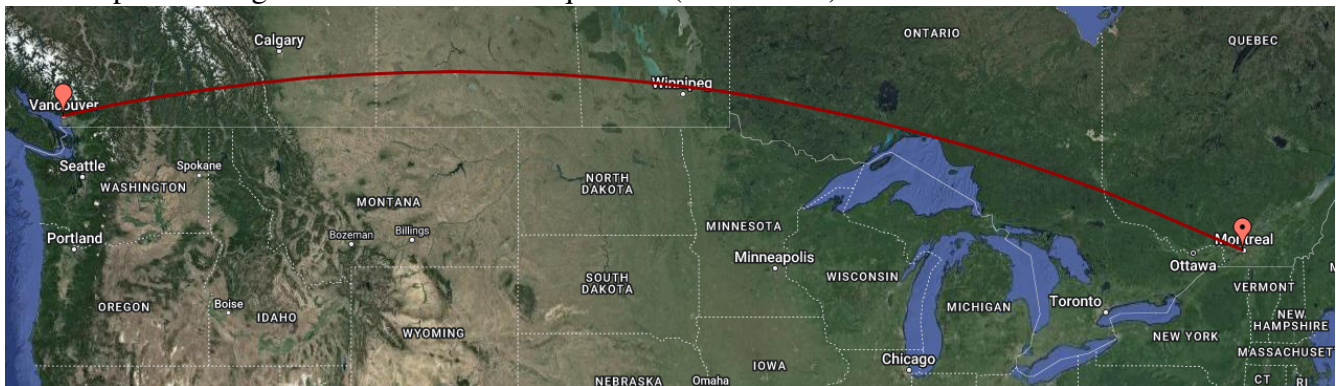 ONTARIO
QUEBEC
Calgary
Winnipeg
Vancouver
Seattle
Spokane
WASHINGTON
NORTH
DAKOTA
MONTANA
MINNESOTA
Portland
Bozeman
Billings
Montreal
Minneapolis
Ottawa
SOUTH
DAKOTA
WISCONSIN
VERMONT
OREGON
Boise
IDAHO
MICHIGAN
Toronto
NEW
HAMPSHIRE
WYOMING
NEW YORK
Chicago
MASSACHUSET
IOWA
NEBRASKA
Omaha
CT
RI